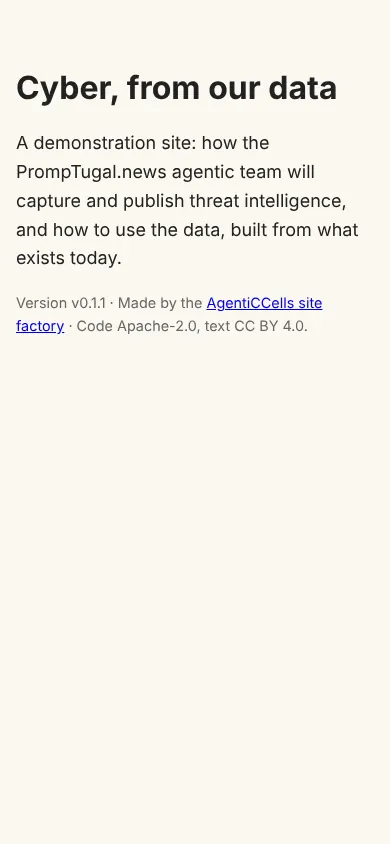 Cyber, from our data
A demonstration site: how the
PrompTugal.news agentic team will
capture and publish threat intelligence,
and how to use the data, built from what
exists today.
Version v0.1.1 · Made by the AgentiCCells site
factory · Code Apache-2.0, text CC BY 4.0.